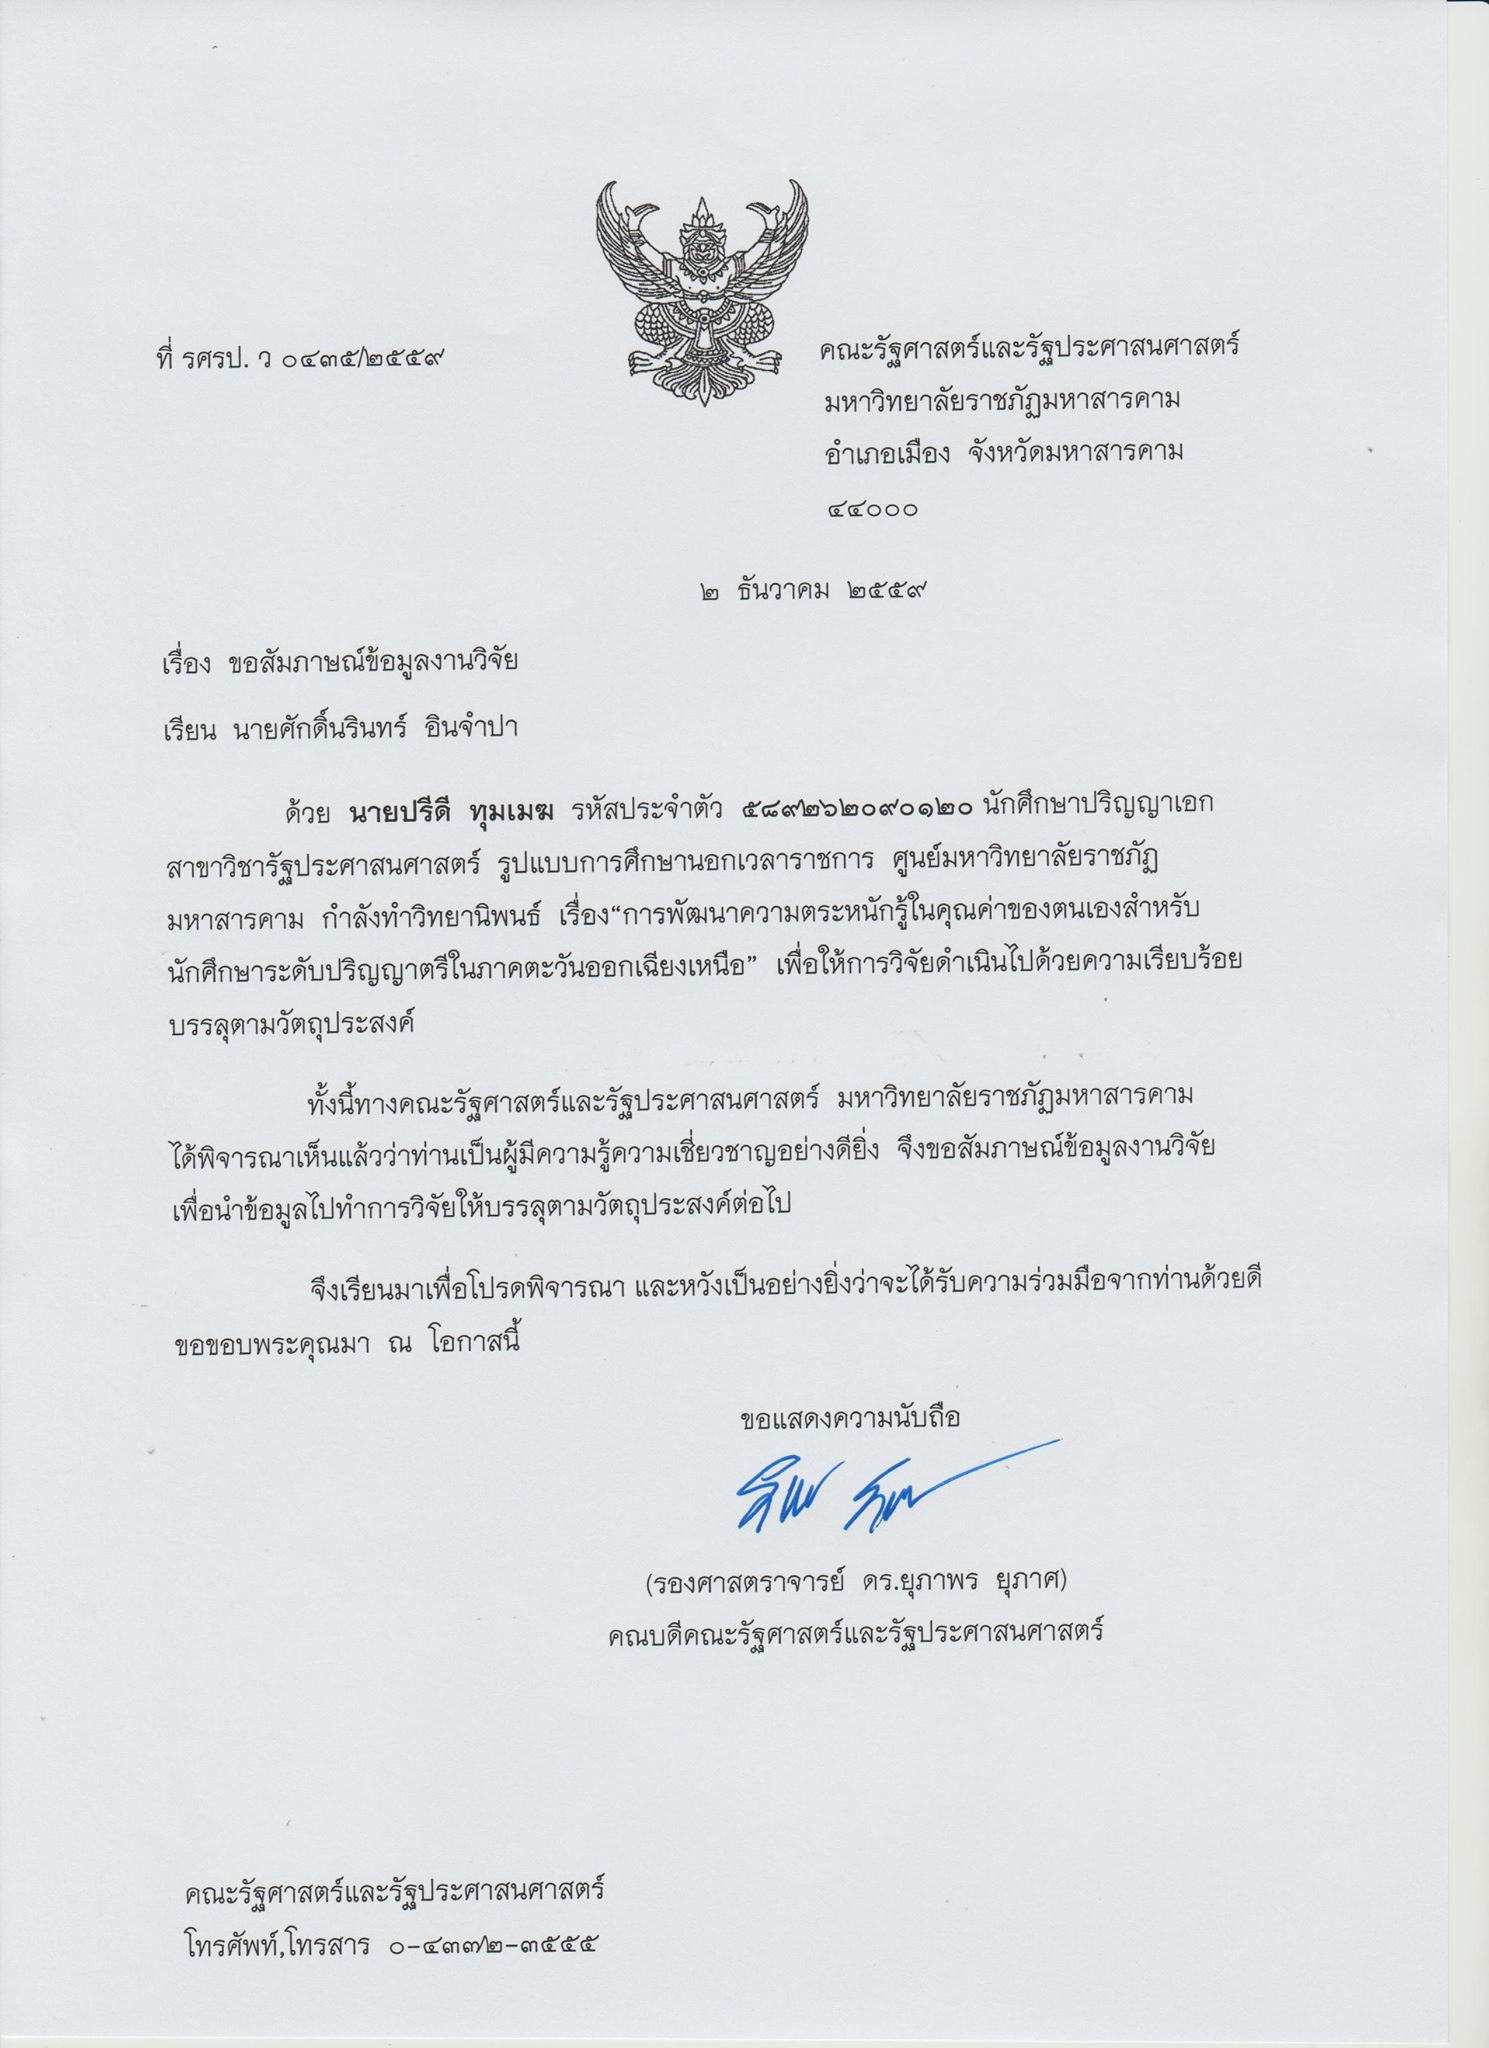 ที่ รศรป. ว ๐๔๓๕/๒๕๕๙
คณะรัฐศาสตร์และรัฐประศาสนศาสตร์
มหาวิทยาลัยราชภัฏมหาสารคาม
อำเภอเมือง จังหวัดมหาสารคาม
๔๔๐๐๐
๒ ธันวาคม ๒๕๕๙
เรื่อง ขอสัมภาษณ์ข้อมูลงานวิจัย
เรียน นายศักดิ์นรินทร์ อินจำปา
ด้วย นายปรีดี ทุมเมฆ รหัสประจำตัว ๕๘๙๒๖๒๐๙๐๑๒๐ นักศึกษาปริญญาเอก
สาขาวิชารัฐประศาสนศาสตร์ รูปแบบการศึกษานอกเวลาราชการ ศูนย์มหาวิทยาลัยราชภัฏ
มหาสารคาม กำลังทำวิทยานิพนธ์ เรื่อง“การพัฒนาความตระหนักรู้ในคุณค่าของตนเองสำหรับ
นักศึกษาระดับปริญญาตรีในภาคตะวันออกเฉียงเหนือ” เพื่อให้การวิจัยดำเนินไปด้วยความเรียบร้อย
บรรลุตามวัตถุประสงค์
ทั้งนี้ทางคณะรัฐศาสตร์และรัฐประศาสนศาสตร์ มหาวิทยาลัยราชภัฏมหาสารคาม
ได้พิจารณาเห็นแล้วว่าท่านเป็นผู้มีความรู้ความเชี่ยวชาญอย่างดียิ่ง จึงขอสัมภาษณ์ข้อมูลงานวิจัย
เพื่อนำข้อมูลไปทำการวิจัยให้บรรลุตามวัตถุประสงค์ต่อไป
จึงเรียนมาเพื่อโปรดพิจารณา และหวังเป็นอย่างยิ่งว่าจะได้รับความร่วมมือจากท่านด้วยดี
ขอขอบพระคุณมา ณ โอกาสนี้
ขอแสดงความนับถือ
(รองศาสตราจารย์ ดร.ยุภาพร ยุภาศ)
คณบดีคณะรัฐศาสตร์และรัฐประศาสนศาสตร์
คณะรัฐศาสตร์และรัฐประศาสนศาสตร์
โทรศัพท์,โทรสาร ๐-๔๓๗๒-๓๕๕๕